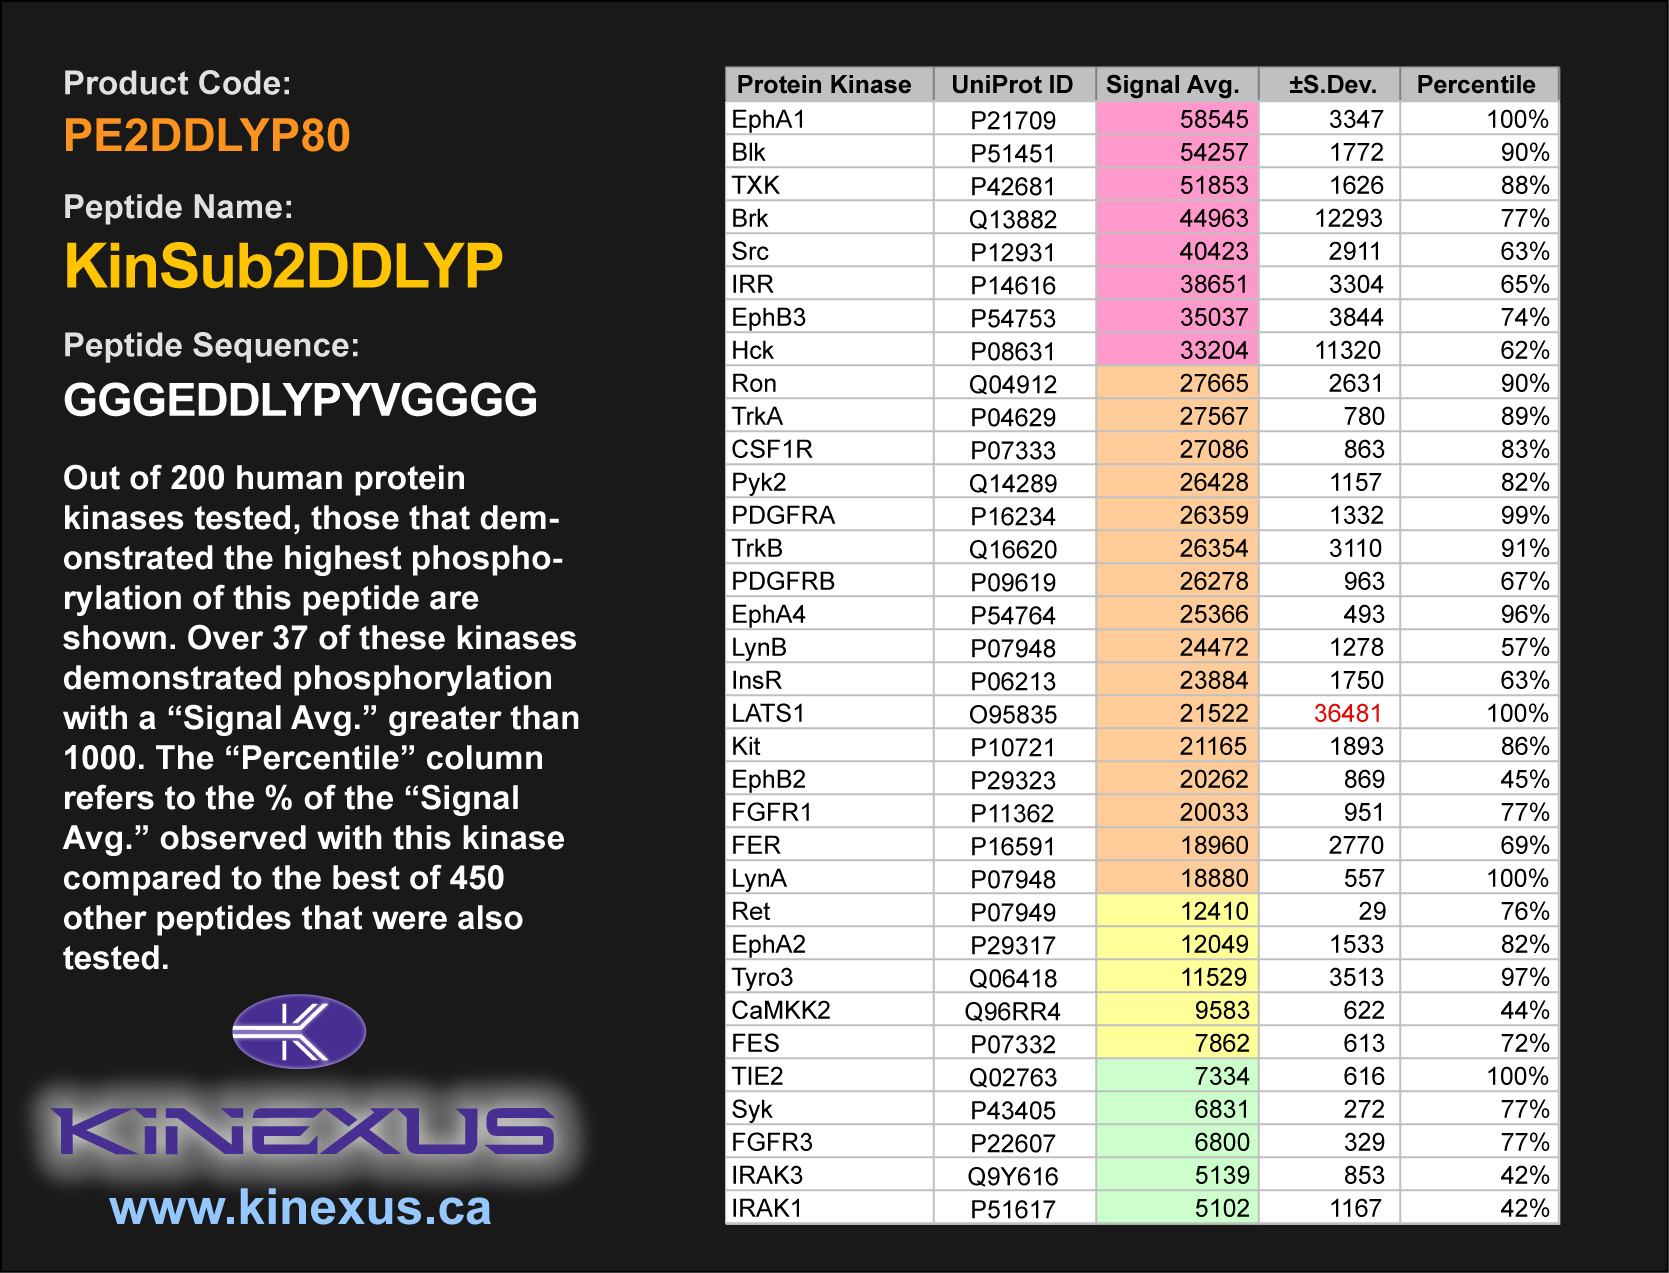 Product Code:
PE2DDLYP80
Peptide Name:
KinSub2DDLYP
Peptide Sequence:
GGGEDDLYPYVGGGG
Out of 200 human protein
kinases tested, those that dem-
onstrated the highest phospho-
rylation of this peptide are
shown. Over 37 of these kinases
demonstrated phosphorylation
with a “Signal Avg.” greater than
1000. The “Percentile” column
refers to the % of the “Signal
Avg.” observed with this kinase
compared to the best of 450
other peptides that were also
tested.
KiNEXUS
www.kinexus.ca
Protein Kinase UniProt ID Signal Avg. ±S.Dev. Percentile
EphA1 P21709 58545 3347 100%
Blk P51451 54257 1772 90%
TXK P42681 51853 1626 88%
Brk Q13882 44963 12293 77%
Src P12931 40423 2911 63%
IRR P14616 38651 3304 65%
EphB3 P54753 35037 3844 74%
Hck P08631 33204 11320 62%
Ron Q04912 27665 2631 90%
TrkA P04629 27567 780 89%
CSF1R P07333 27086 863 83%
Pyk2 Q14289 26428 1157 82%
PDGFRA P16234 26359 1332 99%
TrkB Q16620 26354 3110 91%
PDGFRB P09619 26278 963 67%
EphA4 P54764 25366 493 96%
LynB P07948 24472 1278 57%
InsR P06213 23884 1750 63%
LATS1 O95835 21522 36481 100%
Kit P10721 21165 1893 86%
EphB2 P29323 20262 869 45%
FGFR1 P11362 20033 951 77%
FER P16591 18960 2770 69%
LynA P07948 18880 557 100%
Ret P07949 12410 29 76%
EphA2 P29317 12049 1533 82%
Tyro3 Q06418 11529 3513 97%
CaMKK2 Q96RR4 9583 622 44%
FES P07332 7862 613 72%
TIE2 Q02763 7334 616 100%
Syk P43405 6831 272 77%
FGFR3 P22607 6800 329 77%
IRAK3 Q9Y616 5139 853 42%
IRAK1 P51617 5102 1167 42%